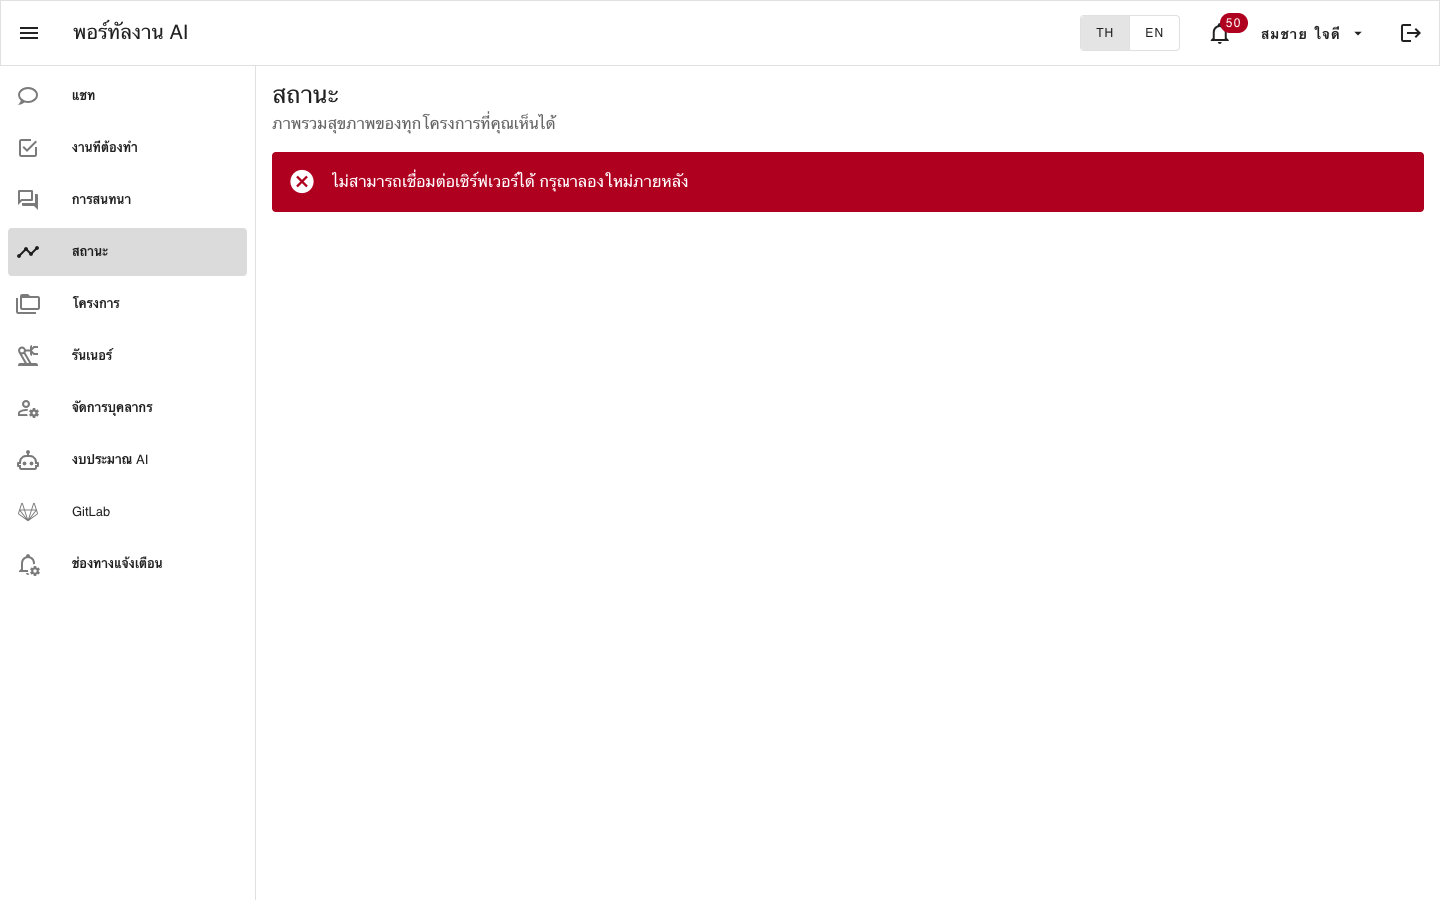 พอร์ทัลงาน AI
TH
EN
50
สมชาย ใจดี
แชท
งานที่ต้องทำ
การสนทนา
สถานะ
โครงการ
รันเนอร์
จัดการบุคลากร
งบประมาณ AI
GitLab
ช่องทางแจ้งเตือน
สถานะ
ภาพรวมสุขภาพของทุกโครงการที่คุณเห็นได้
ไม่สามารถเชื่อมต่อเซิร์ฟเวอร์ได้ กรุณาลองใหม่ภายหลัง